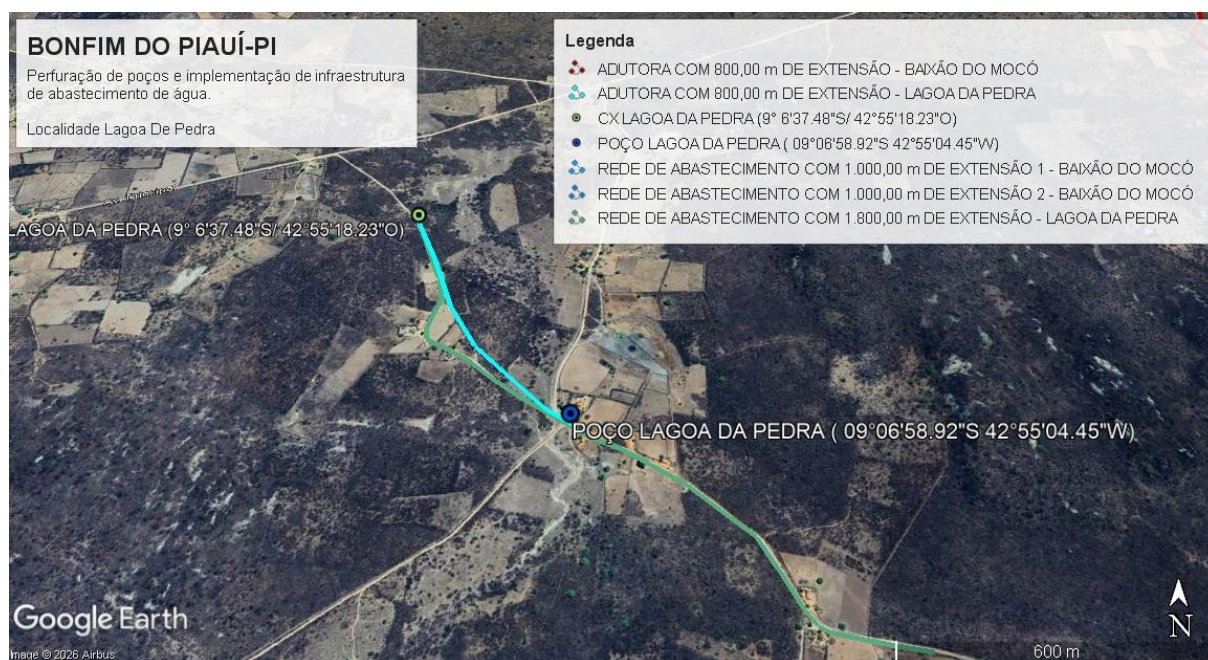 BONFIM DO PIAUÍ-PI
Perfuração de poços e implementação de infraestrutura
de abastecimento de água.
Localidade Lagoa De Pedra
Legenda
ADUTORA COM 800,00 m DE EXTENSÃO - BAIXÃO DO MOCÓ
ADUTORA COM 800,00 m DE EXTENSÃO - LAGOA DA PEDRA
CX LAGOA DA PEDRA (9° 6'37.48"S/ 42°55'18.23"O)
POÇO LAGOA DA PEDRA ( 09°06'58.92"S 42°55'04.45"W)
REDE DE ABASTECIMENTO COM 1.000,00 m DE EXTENSÃO 1 - BAIXÃO DO MOCÓ
REDE DE ABASTECIMENTO COM 1.000,00 m DE EXTENSÃO 2 - BAIXÃO DO MOCÓ
REDE DE ABASTECIMENTO COM 1.800,00 m DE EXTENSÃO - LAGOA DA PEDRA
LAGOA DA PEDRA (9° 6'37.48"S/ 42°55'18.23"O)
POÇO LAGOA DA PEDRA ( 09°06'58.92"S 42°55'04.45"W)
Google Earth
N
600 m
Image © 2026 Airbus